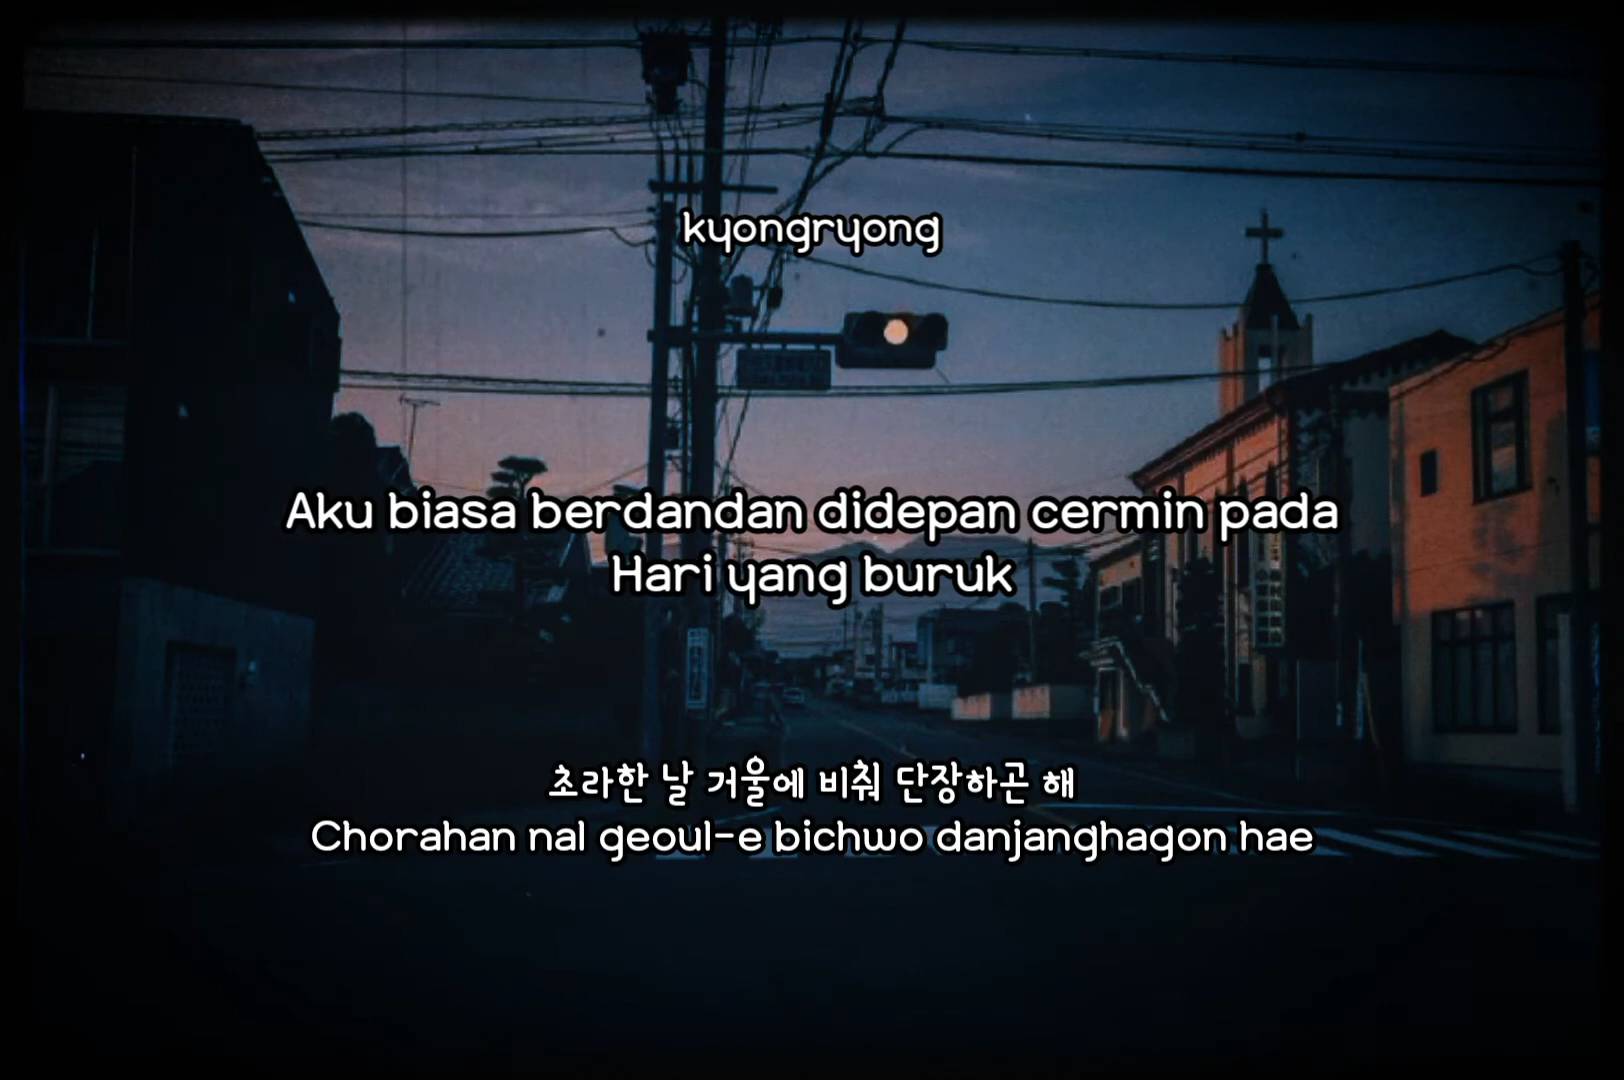 kyongryong
Aku biasa berdandan didepan cermin pada
Hari yang buruk
초라한 날 거울에 비춰 단장하곤 해
Chorahan nal geoul-e bichwo danjanghagon hae